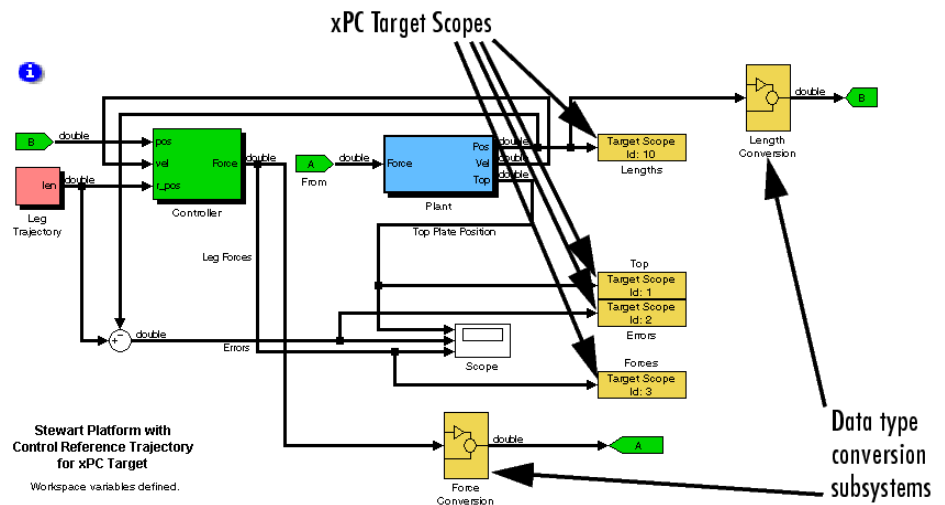 xPC Target Scopes
i
double
B
double
pos
vel
r_pos
Force
double
Controller
len
double
Leg
Trajectory
A
From
double
Force
Pos
Vel
Top
double
double
double
Plant
Target Scope
Id: 10
Lengths
double
B
Length
Conversion
Leg Forces
Top Plate Position
Top
Target Scope
Id: 1
Target Scope
Id: 2
Errors
+
−
double
Errors
Scope
Forces
Target Scope
Id: 3
Stewart Platform with
Control Reference Trajectory
for xPC Target
Workspace variables defined.
double
A
Force
Conversion
Data type
conversion
subsystems